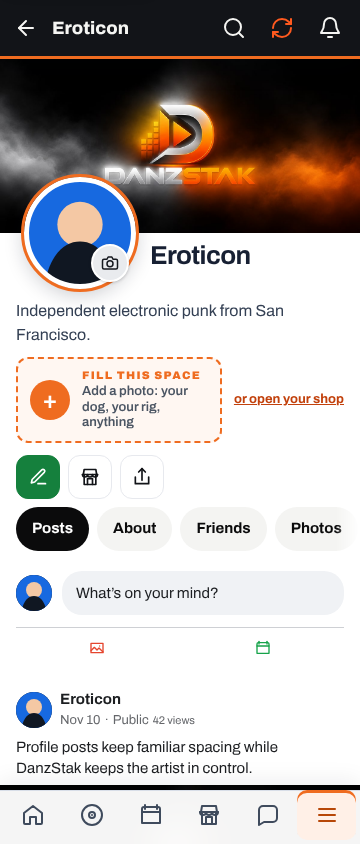 Eroticon
DANZSTAK
Eroticon
Independent electronic punk from San
Francisco.
FILL THIS SPACE
Add a photo: your
dog, your rig,
anything
or open your shop
Posts
About
Friends
Photos
What's on your mind?
Eroticon
Nov 10 · Public 42 views
Profile posts keep familiar spacing while
DanzStak keeps the artist in control.